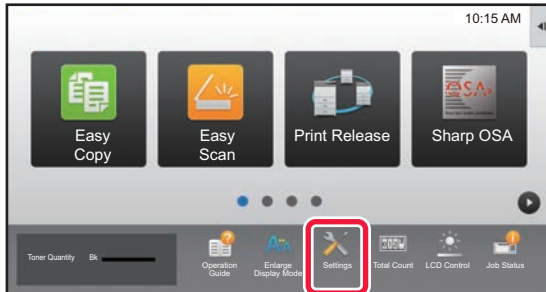 10:15 AM
OSA
Easy
Copy
Easy
Scan
Print Release
Sharp OSA
Toner Quantity Bk
Operation
Guide
Enlarge
Display Mode
Settings
Total Count
LCD Control
Job Status